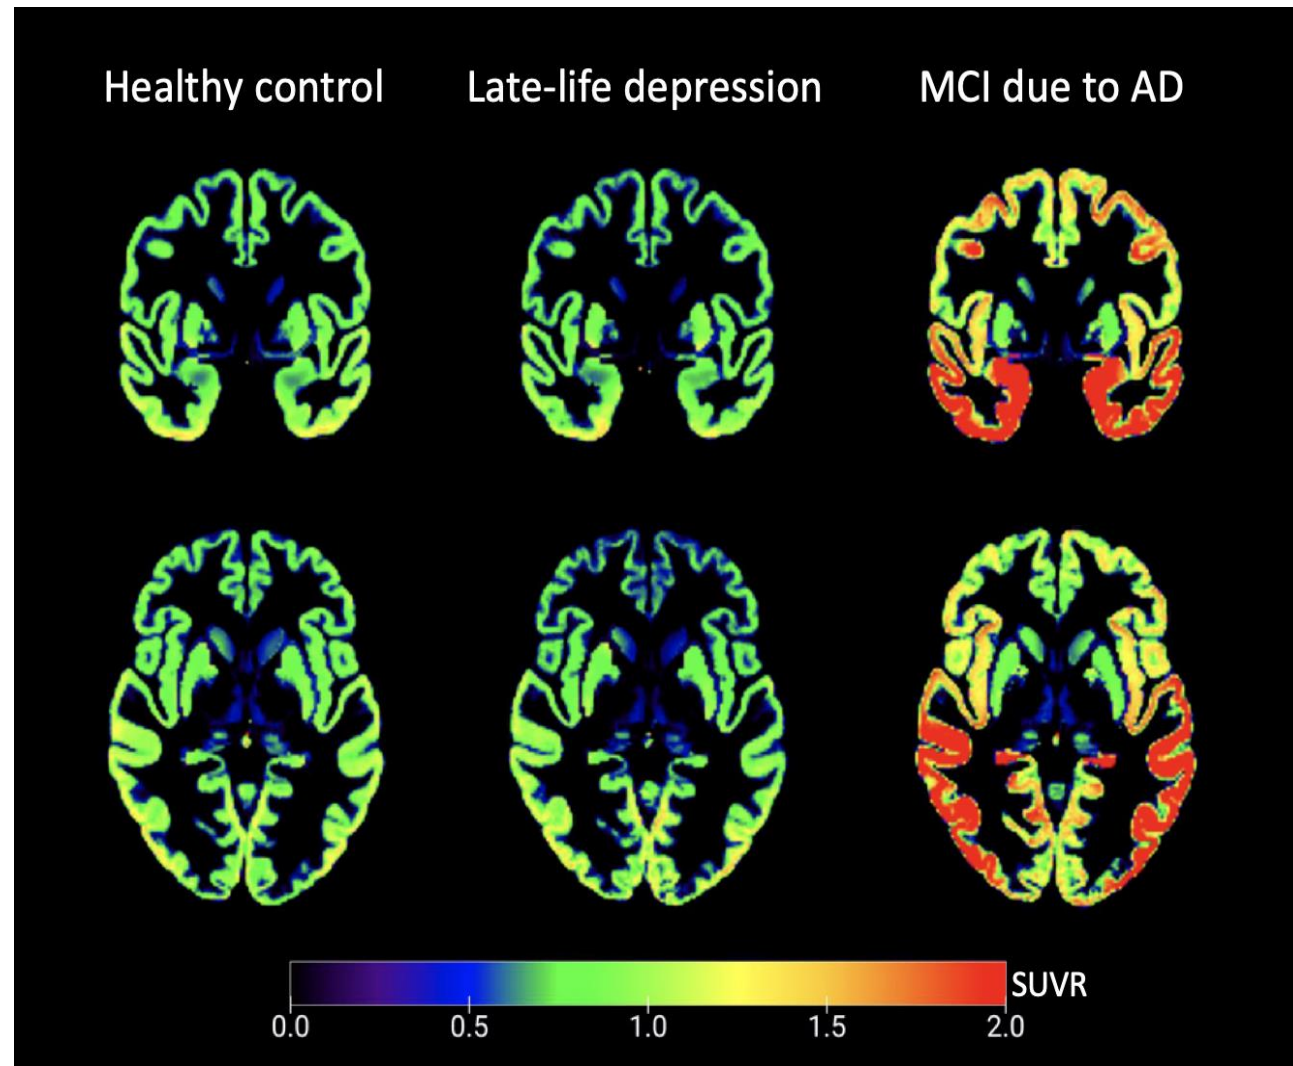 Healthy control
Late-life depression
MCI due to AD
SUVR
0.0 0.5 1.0 1.5 2.0